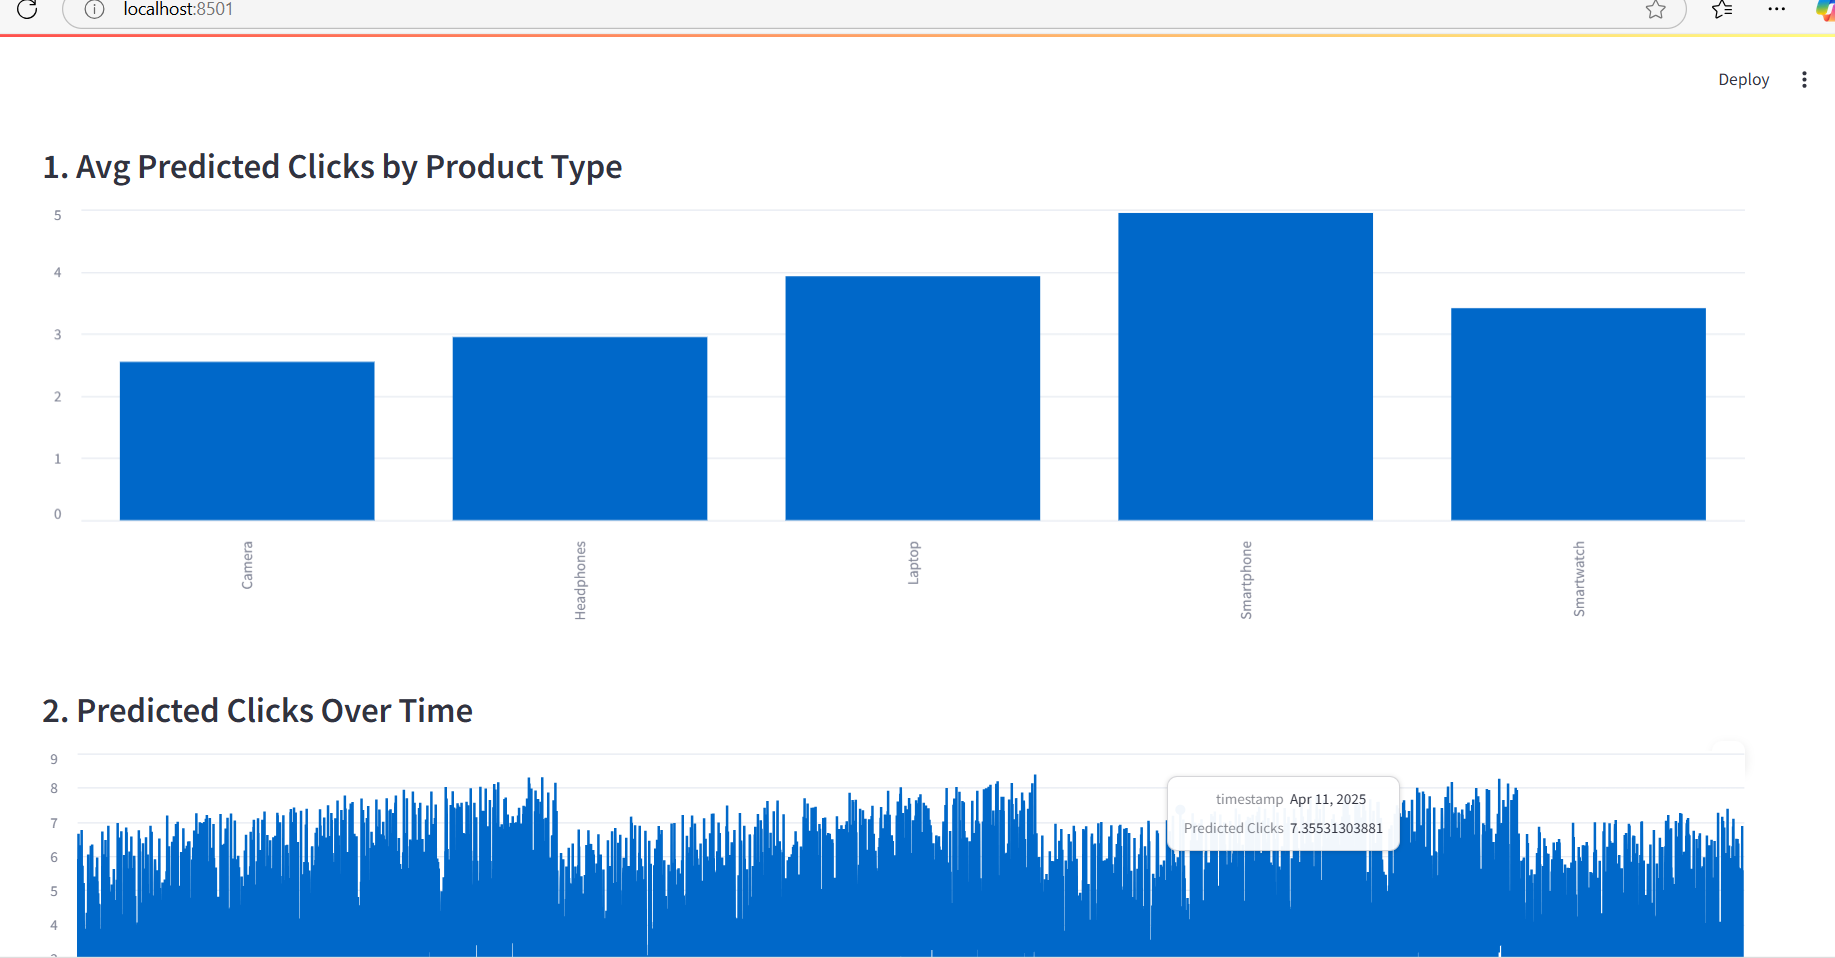 localhost:8501
Deploy
1. Avg Predicted Clicks by Product Type
5
4
3
2
1
0
Camera
Headphones
Laptop
Smartphone
Smartwatch
2. Predicted Clicks Over Time
9
8
7
6
5
4
timestamp Apr 11, 2025
Predicted Clicks 7.35531303881